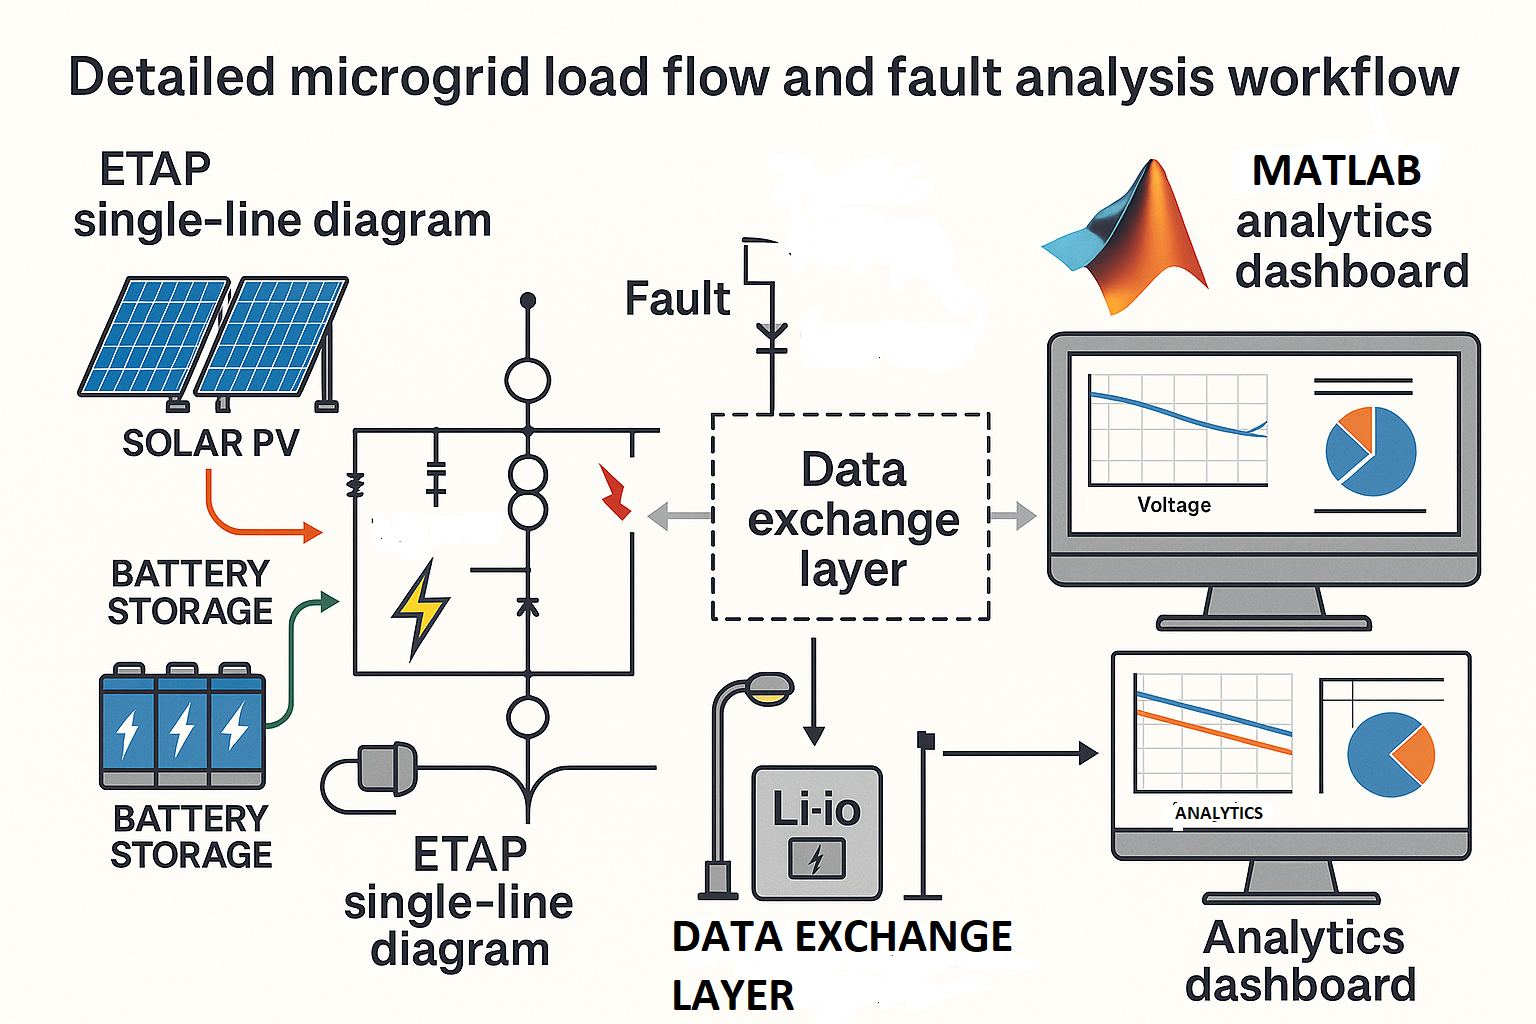 Detailed microgrid load flow and fault analysis workflow
ETAP
single-line diagram
SOLAR PV
BATTERY
STORAGE
BATTERY
STORAGE
ETAP
single-line
diagram
Fault
Data
exchange
layer
Li-io
DATA EXCHANGE
LAYER
MATLAB
analytics
dashboard
Voltage
ANALYTICS
Analytics
dashboard